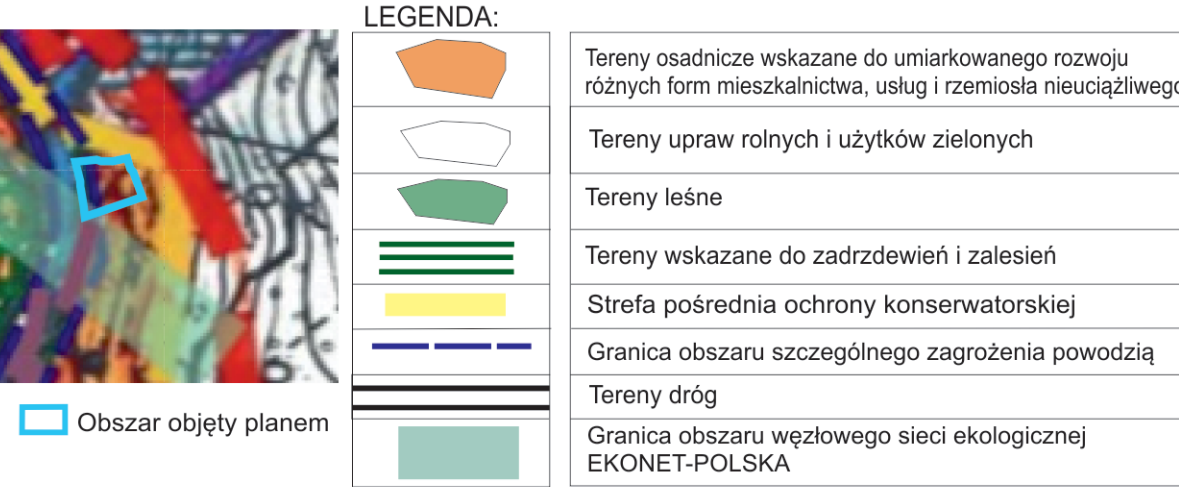 LEGENDA:
Tereny osadnicze wskazane do umiarkowanego rozwoju
różnych form mieszkalnictwa, usług i rzemiosła nieuciążliwego
Tereny upraw rolnych i użytków zielonych
Tereny leśne
Tereny wskazane do zadrzdewień i zalesień
Strefa pośrednia ochrony konserwatorskiej
Granica obszaru szczególnego zagrożenia powodzią
Tereny dróg
Granica obszaru węzłowego sieci ekologicznej
EKONET-POLSKA
Obszar objęty planem